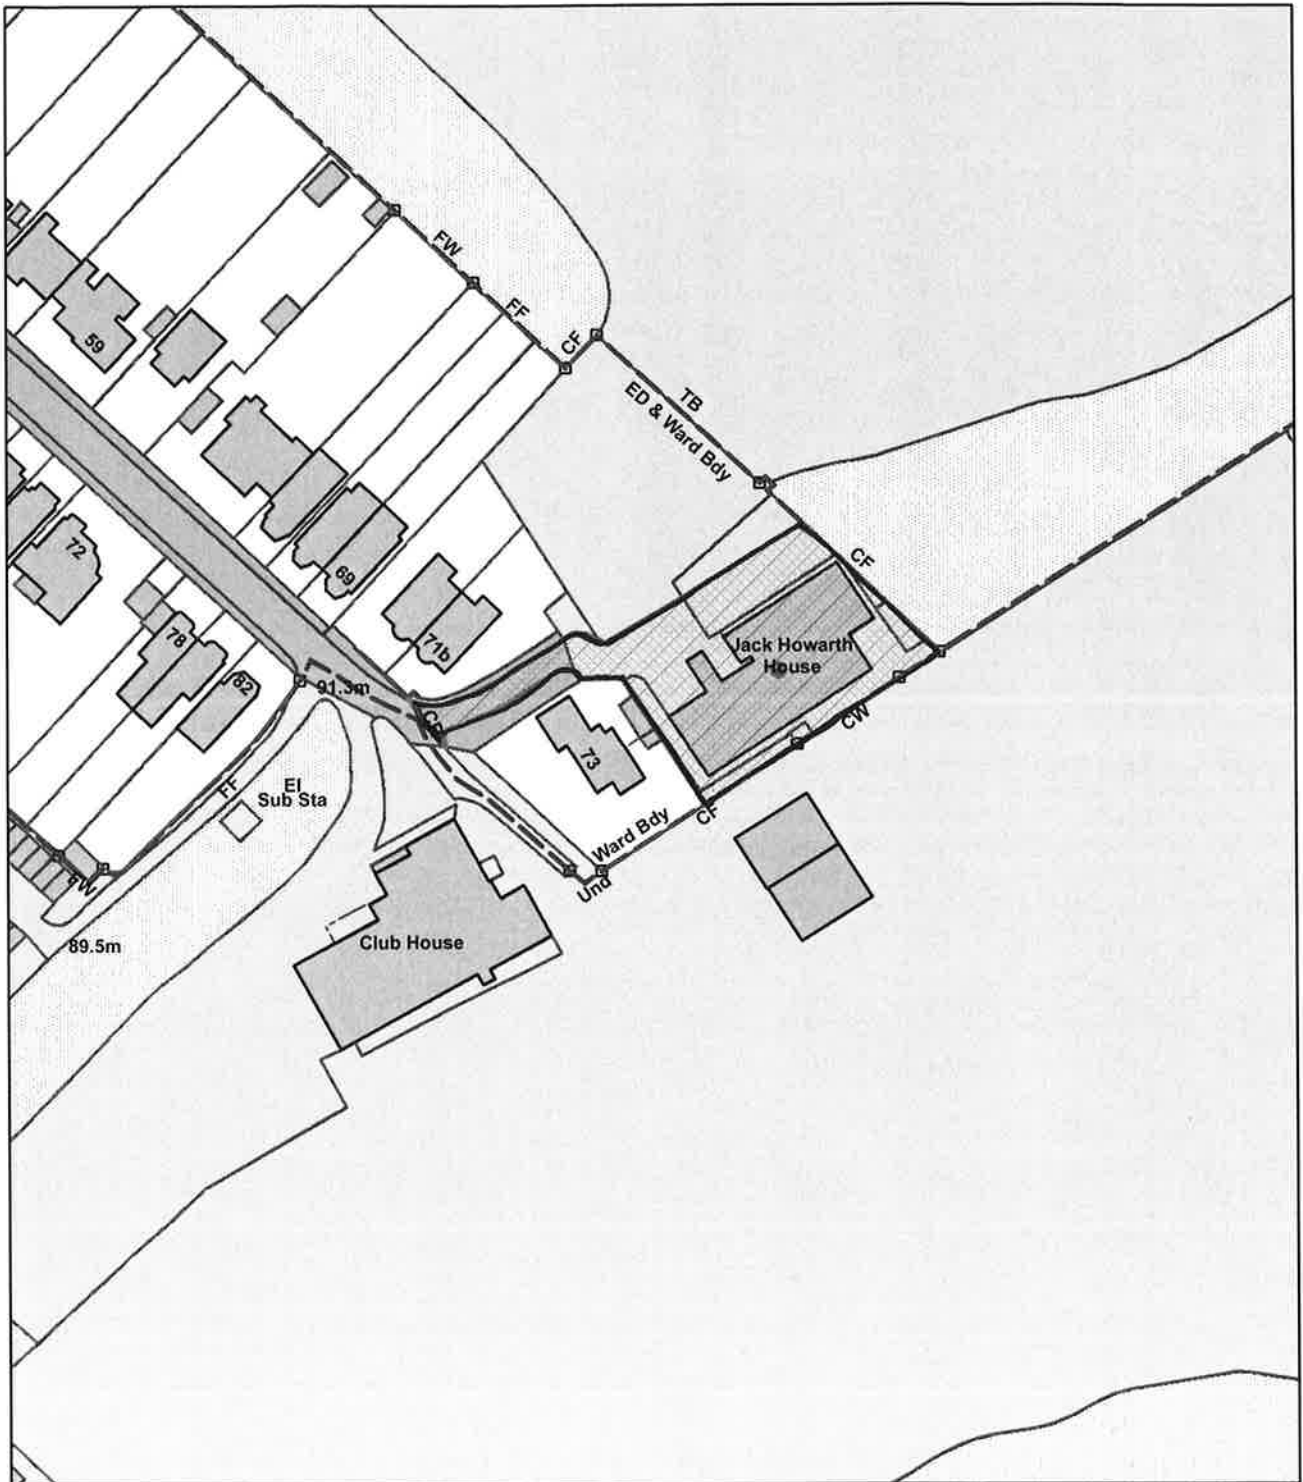 FW
FF
CF
TB
ED & Ward Bdy
59
72
69
CF
71b
Jack Howarth
House
78
82
91.3m
73
CW
FF
El
Sub Sta
CF
Ward Bdy
Und
FW
Club House
89.5m